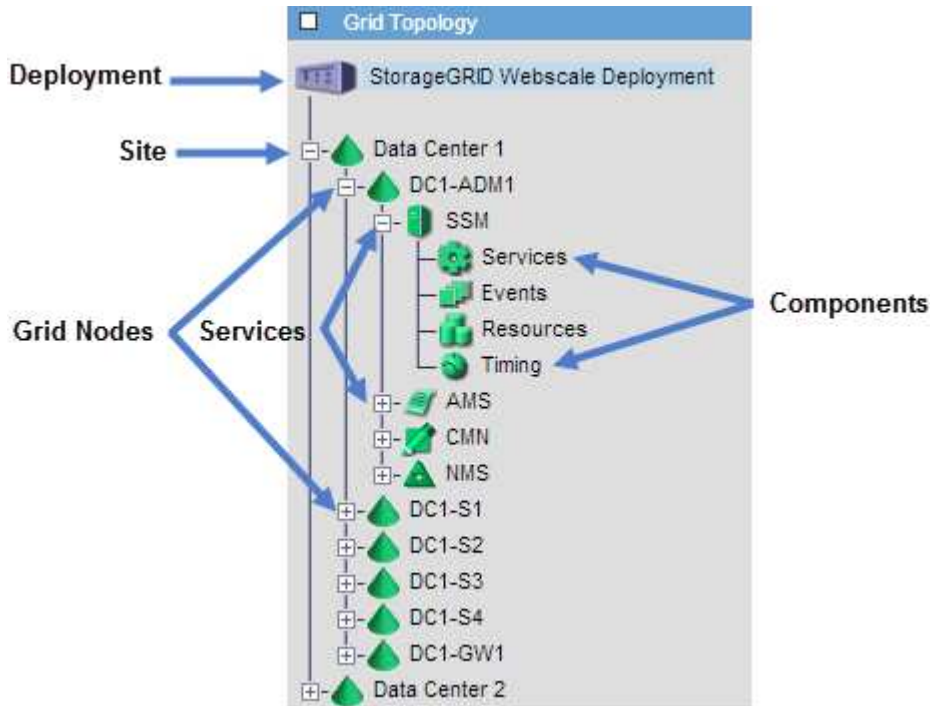 Grid Topology
Deployment
StorageGRID Webscale Deployment
Site
Data Center 1
DC1-ADM1
SSM
Services
Events
Components
Grid Nodes
Services
Resources
Timing
AMS
CMN
NMS
DC1-S1
DC1-S2
DC1-S3
DC1-S4
DC1-GW1
Data Center 2